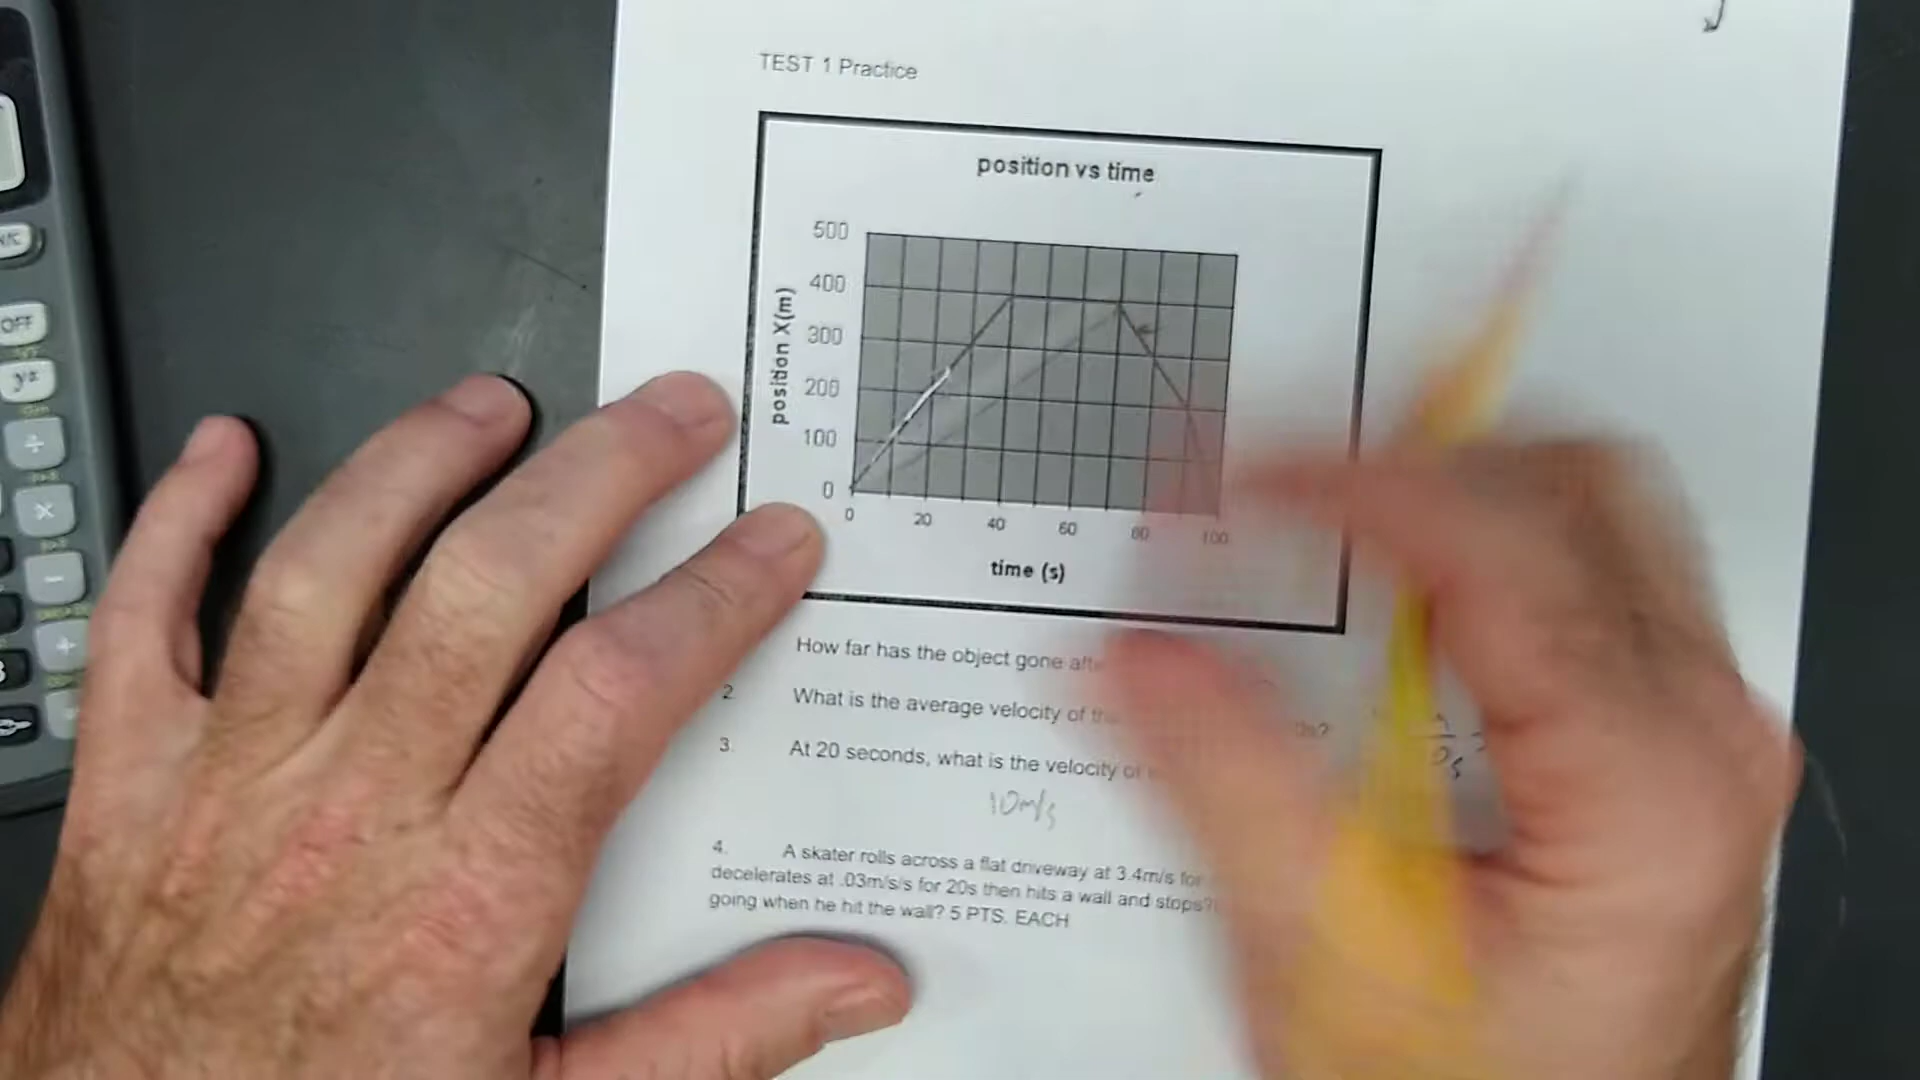 TEST 1 Practice
position vs time
500
400
300
200
100
0
position X(m)
0 20 40 60 80 100
time (s)
How far has the object gone
2. What is the average velocity of
3. At 20 seconds, what is the velocity of
10m/s
4. A skater rolls across a flat driveway at 3.4m/s for
decelerates at .03m/s/s for 20s then hits a wall and stops?
going when he hit the wall? 5 PTS. EACH
OFF
yx
÷
×
−
+